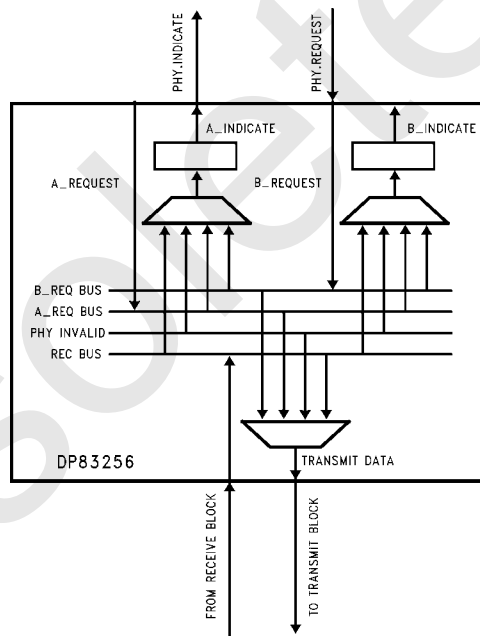 PHY.INDICATE
PHY.REQUEST
A_INDICATE
B_INDICATE
A_REQUEST
B_REQUEST
B_REQ BUS
A_REQ BUS
PHY INVALID
REC BUS
DP83256
TRANSMIT DATA
FROM RECEIVE BLOCK
TO TRANSMIT BLOCK